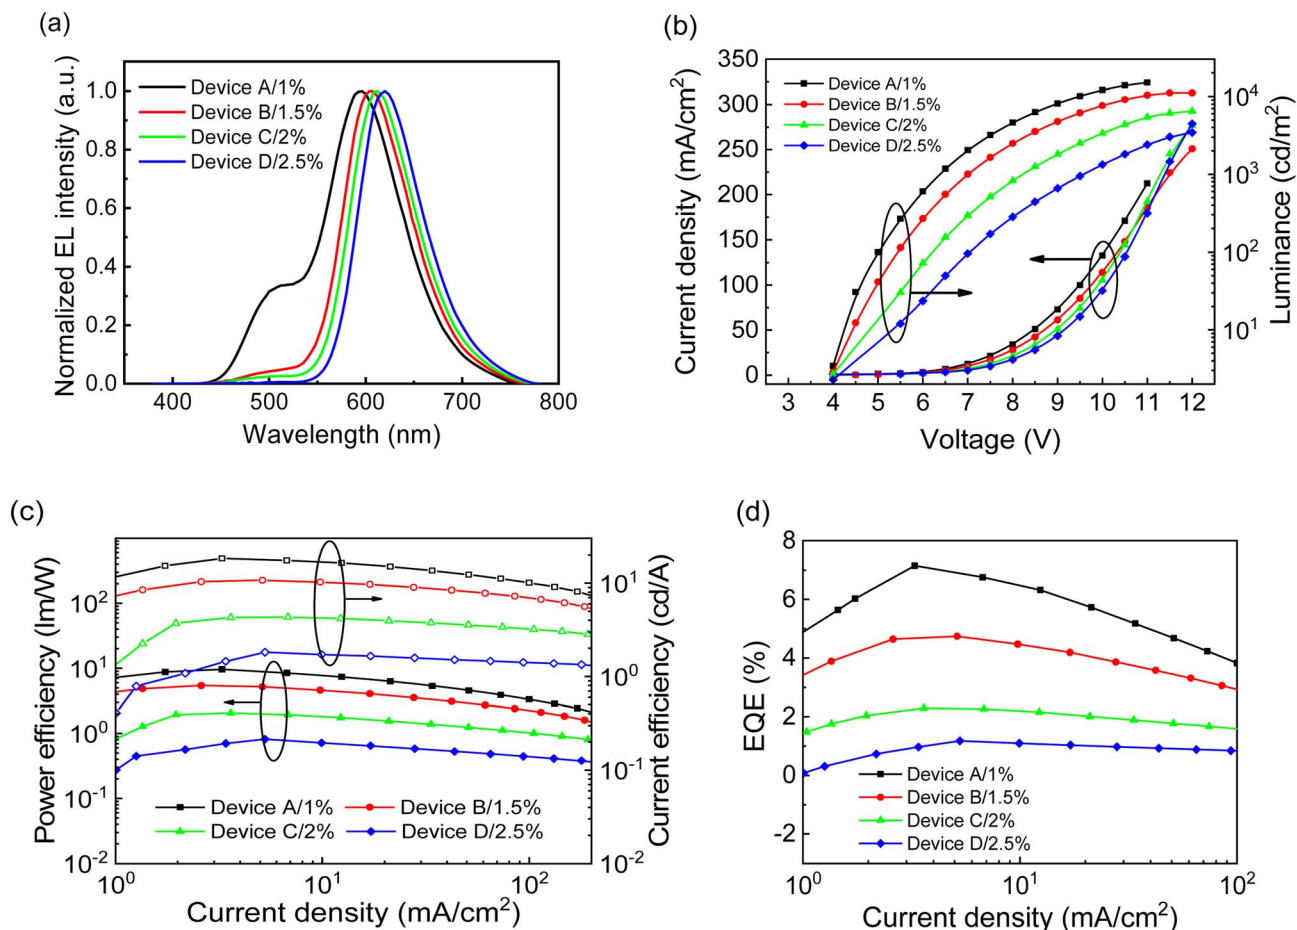 (a)
Normalized EL intensity (a.u.)
1.0
0.8
0.6
0.4
0.2
0.0
Device A/1%
Device B/1.5%
Device C/2%
Device D/2.5%
400 500 600 700 800
Wavelength (nm)
(b)
Current density (mA/cm²)
350
300
250
200
150
100
50
0
Device A/1%
Device B/1.5%
Device C/2%
Device D/2.5%
10⁴
10³
10²
10¹
Luminance (cd/m²)
3 4 5 6 7 8 9 10 11 12
Voltage (V)
(c)
Power efficiency (lm/W)
10²
10¹
10⁰
10⁻¹
10⁻²
10¹
10⁰
10⁻¹
10⁻²
Current efficiency (cd/A)
Device A/1% Device B/1.5%
Device C/2% Device D/2.5%
10⁰ 10¹ 10²
Current density (mA/cm²)
(d)
EQE (%)
8
6
4
2
0
-2
Device A/1%
Device B/1.5%
Device C/2%
Device D/2.5%
10⁰ 10¹ 10²
Current density (mA/cm²)